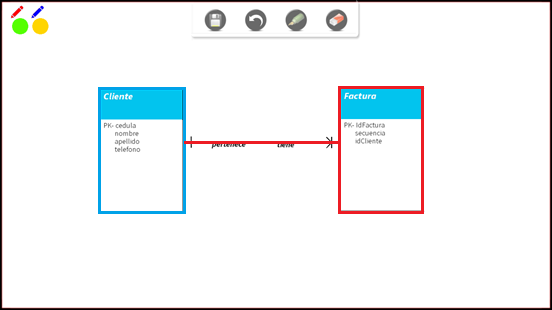 Cliente
PK- cedula
nombre
apellido
telefono
pertenece
tiene
Factura
PK- IdFactura
secuencia
idCliente